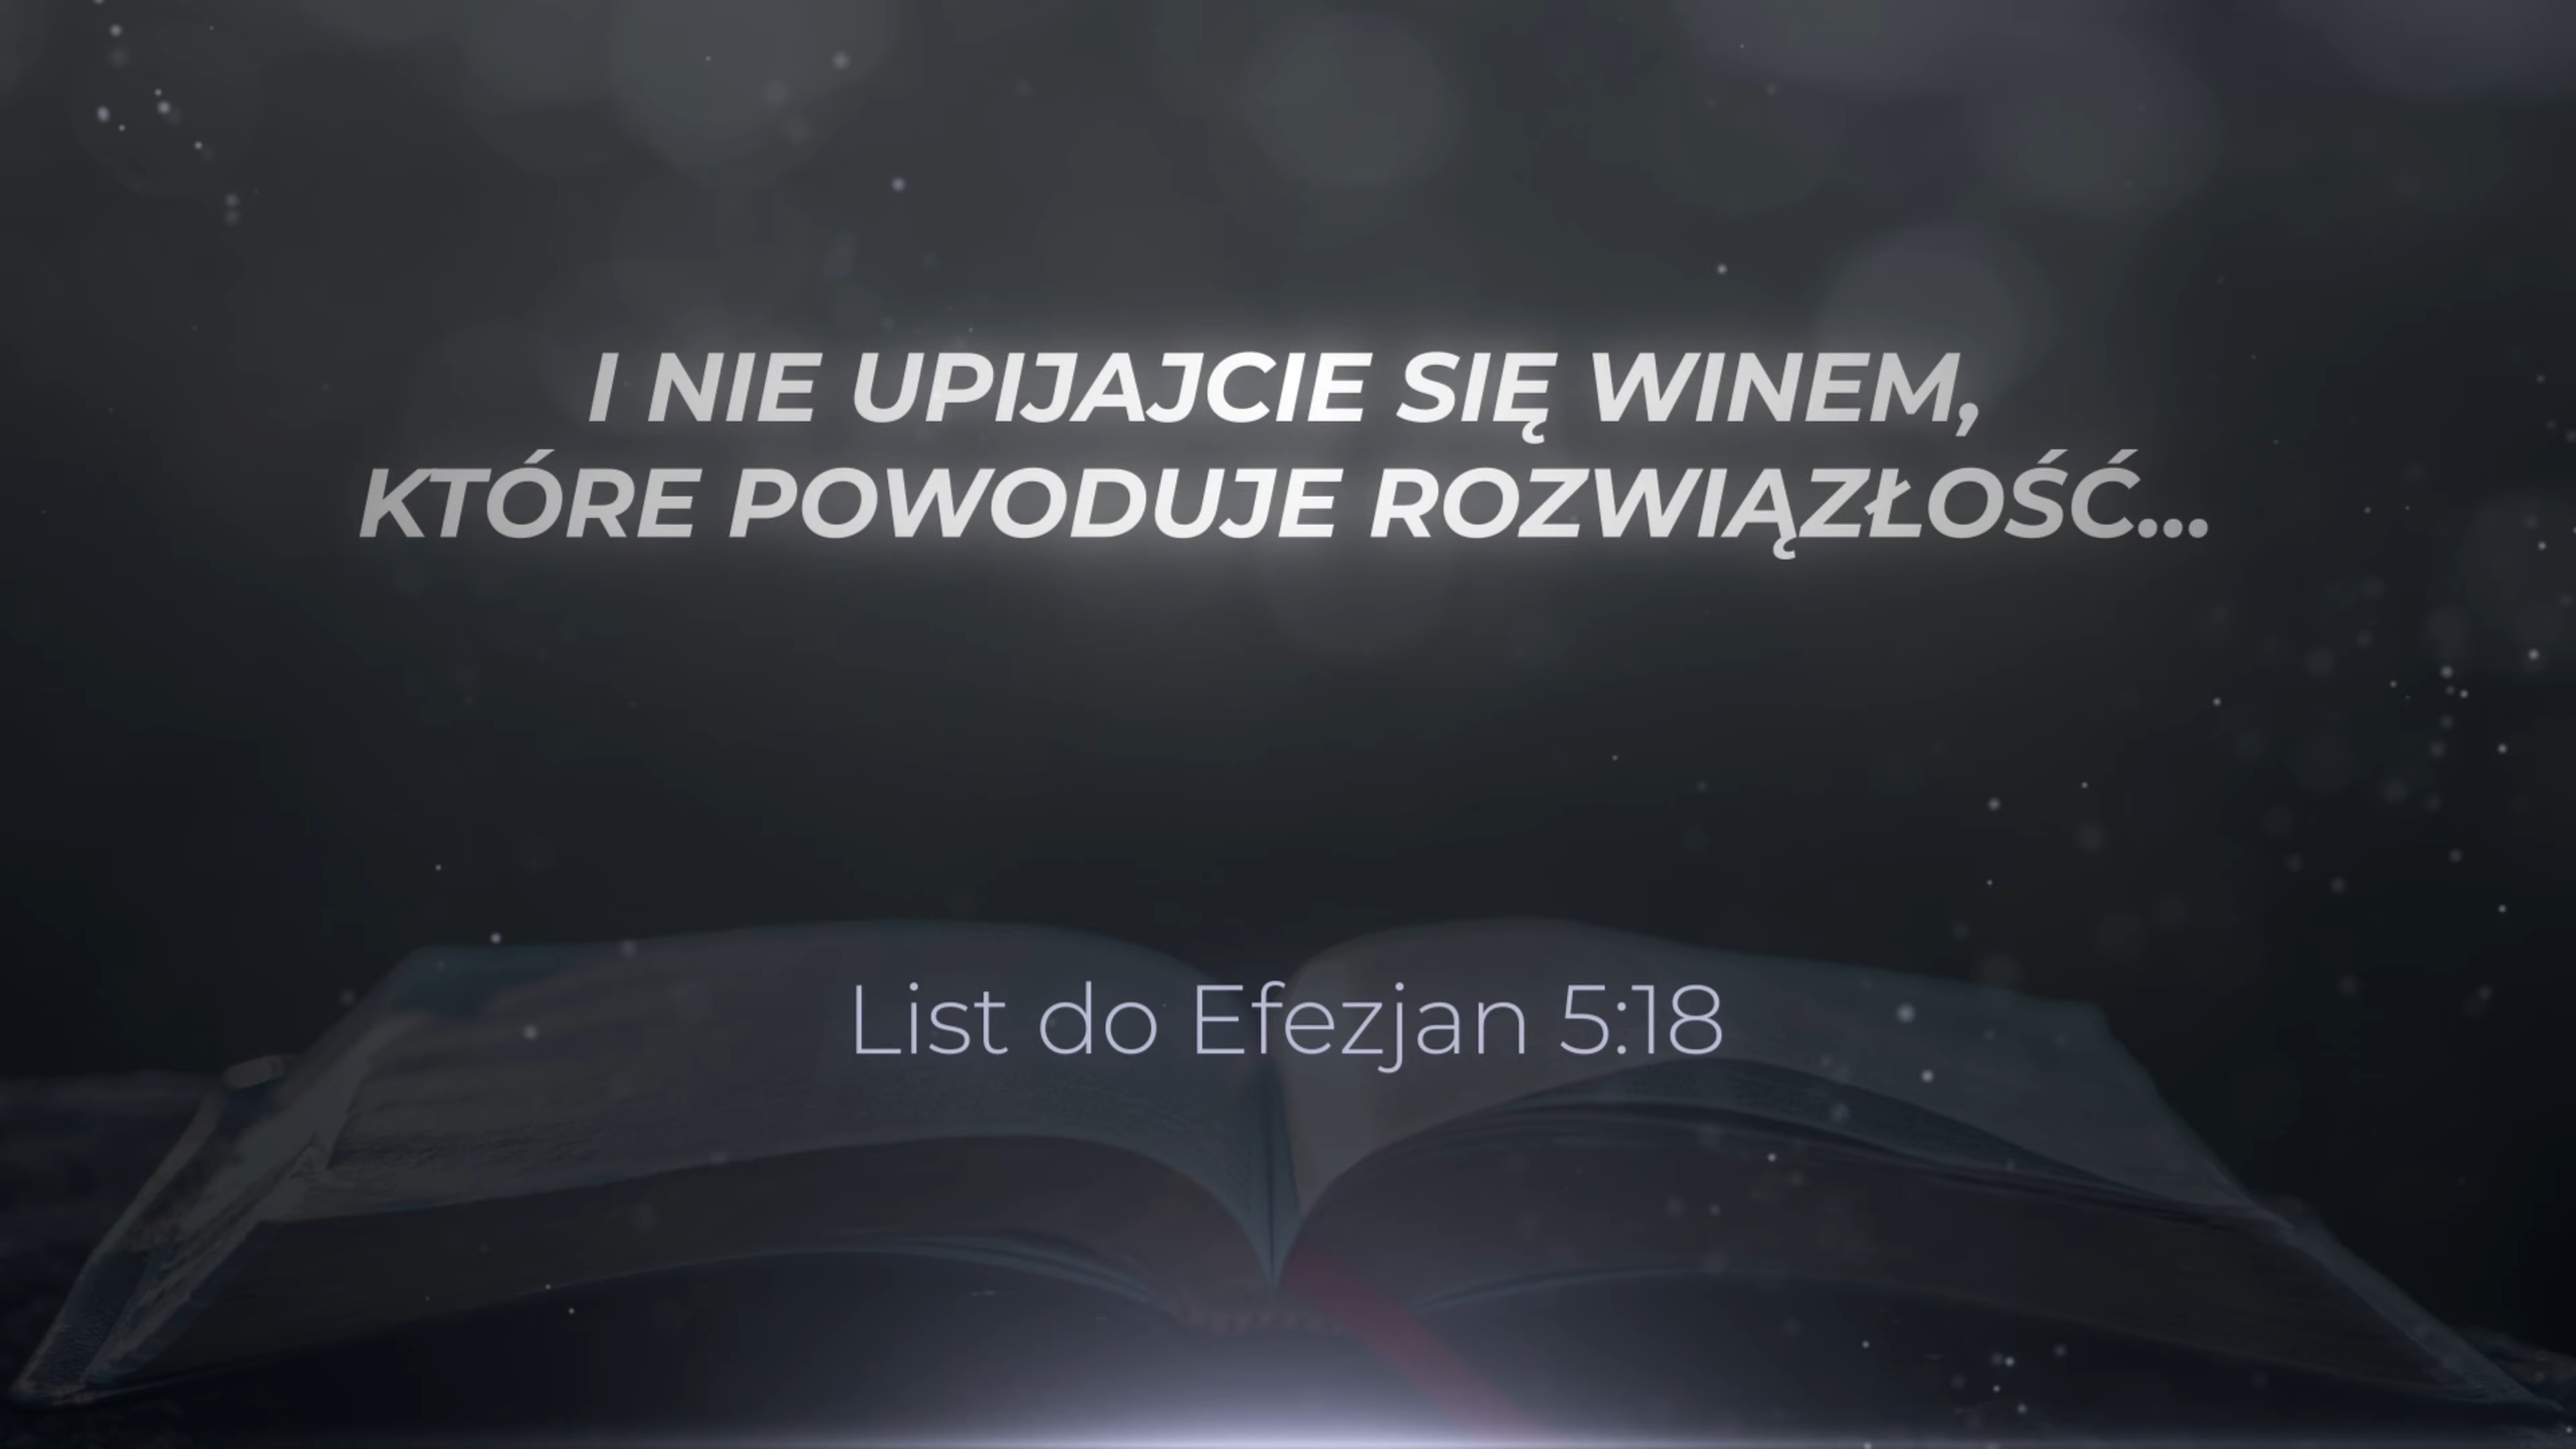 I NIE UPIJAJCIE SIĘ WINEM,
KTÓRE POWODUJE ROZWIĄZŁOŚĆ...
List do Efezjan 5:18